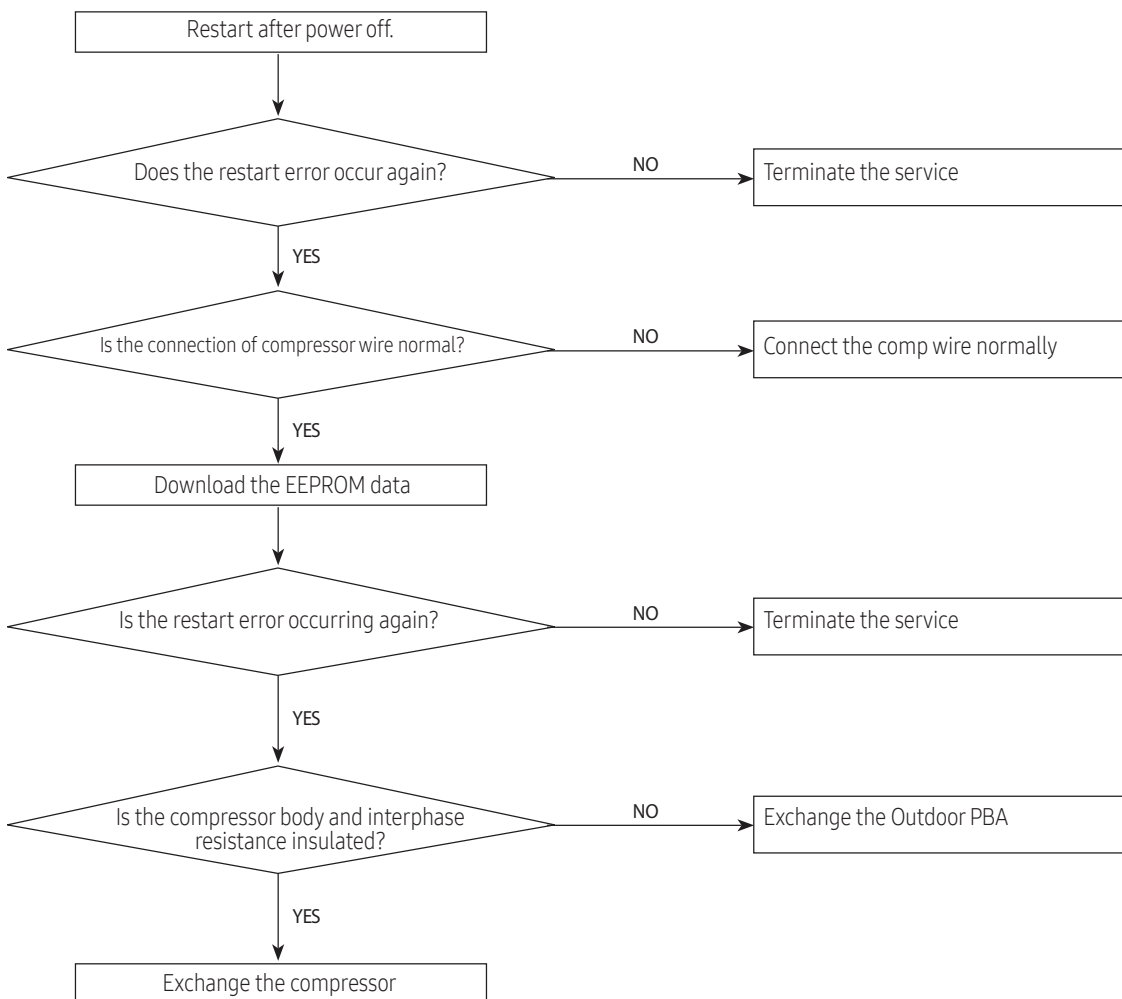 Restart after power off.
Does the restart error occur again?
NO
Terminate the service
YES
Is the connection of compressor wire normal?
NO
Connect the comp wire normally
YES
Download the EEPROM data
Is the restart error occurring again?
NO
Terminate the service
YES
Is the compressor body and interphase
resistance insulated?
NO
Exchange the Outdoor PBA
YES
Exchange the compressor